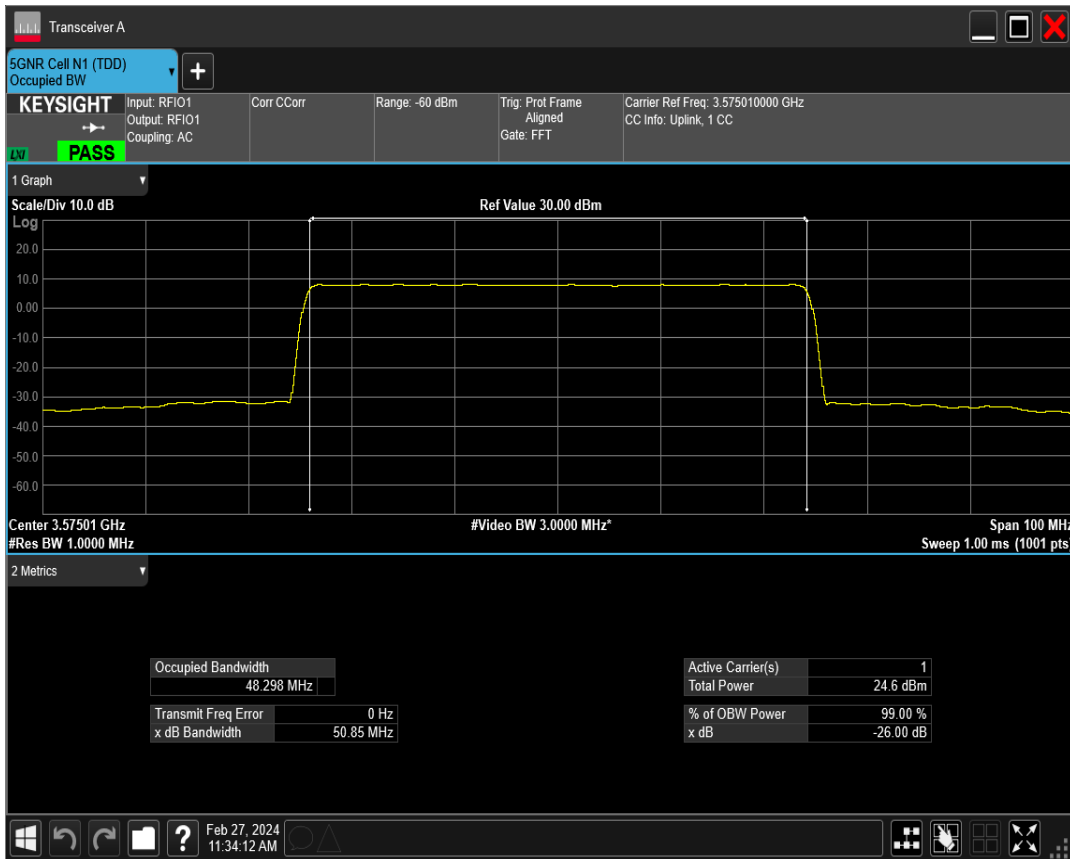 Transceiver A
5GNR Cell N1 (TDD)
Occupied BW
+
KEYSIGHT
LXI
PASS
Input: RFIO1
Output: RFIO1
Coupling: AC
Corr CCorr
Range: -60 dBm
Trig: Prot Frame
Aligned
Gate: FFT
Carrier Ref Freq: 3.575010000 GHz
CC Info: Uplink, 1 CC
1 Graph
Scale/Div 10.0 dB
Ref Value 30.00 dBm
Log
20.0
10.0
0.00
-10.0
-20.0
-30.0
-40.0
-50.0
-60.0
Center 3.57501 GHz
#Video BW 3.0000 MHz*
Span 100 MHz
#Res BW 1.0000 MHz
Sweep 1.00 ms (1001 pts)
2 Metrics
Occupied Bandwidth
48.298 MHz
Transmit Freq Error 0 Hz
x dB Bandwidth 50.85 MHz
Active Carrier(s) 1
Total Power 24.6 dBm
% of OBW Power 99.00 %
x dB -26.00 dB
?
Feb 27, 2024
11:34:12 AM